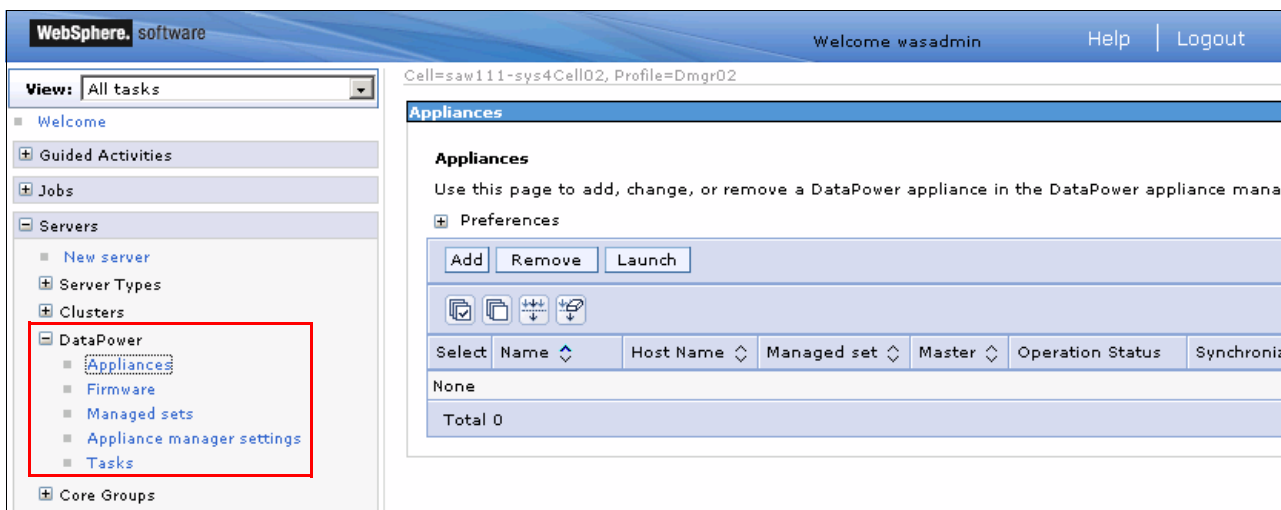 WebSphere. software
Welcome wasadmin Help Logout
View: All tasks
Welcome
Guided Activities
Jobs
Servers
New server
Server Types
Clusters
DataPower
Appliances
Firmware
Managed sets
Appliance manager settings
Tasks
Core Groups
Cell=saw111-sys4Cell02, Profile=Dmgr02
Appliances
Appliances
Use this page to add, change, or remove a DataPower appliance in the DataPower appliance mana
Preferences
Add Remove Launch
Select Name Host Name Managed set Master Operation Status Synchroniz
None
Total 0